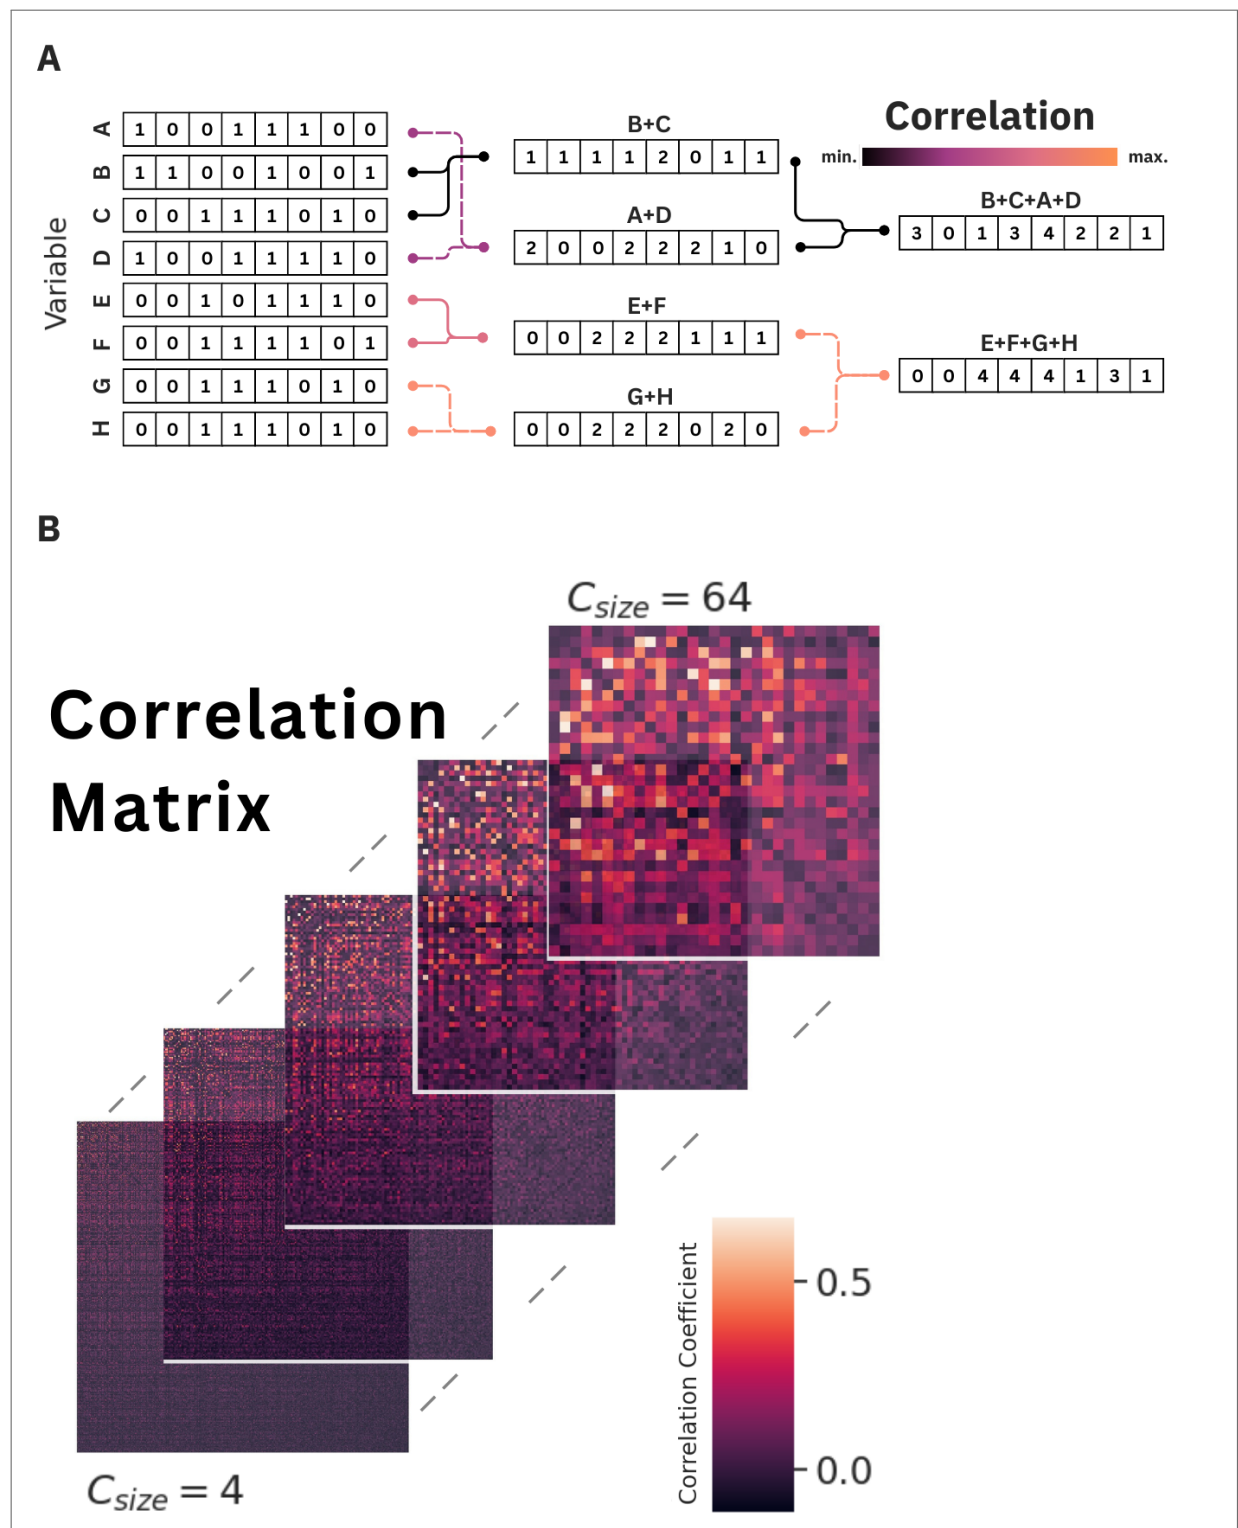 A
Correlation
min. max.
Variable
A 1 0 0 1 1 1 0 0
B 1 1 0 0 1 0 0 1
C 0 0 1 1 1 0 1 0
D 1 0 0 1 1 1 1 0
E 0 0 1 0 1 1 1 0
F 0 0 1 1 1 1 0 1
G 0 0 1 1 1 0 1 0
H 0 0 1 1 1 0 1 0
B+C
1 1 1 1 2 0 1 1
A+D
2 0 0 2 2 2 1 0
E+F
0 0 2 2 2 1 1 1
G+H
0 0 2 2 2 0 2 0
B+C+A+D
3 0 1 3 4 2 2 1
E+F+G+H
0 0 4 4 4 1 3 1
B
C_size = 64
Correlation
Matrix
C_size = 4
Correlation Coefficient
0.5
0.0